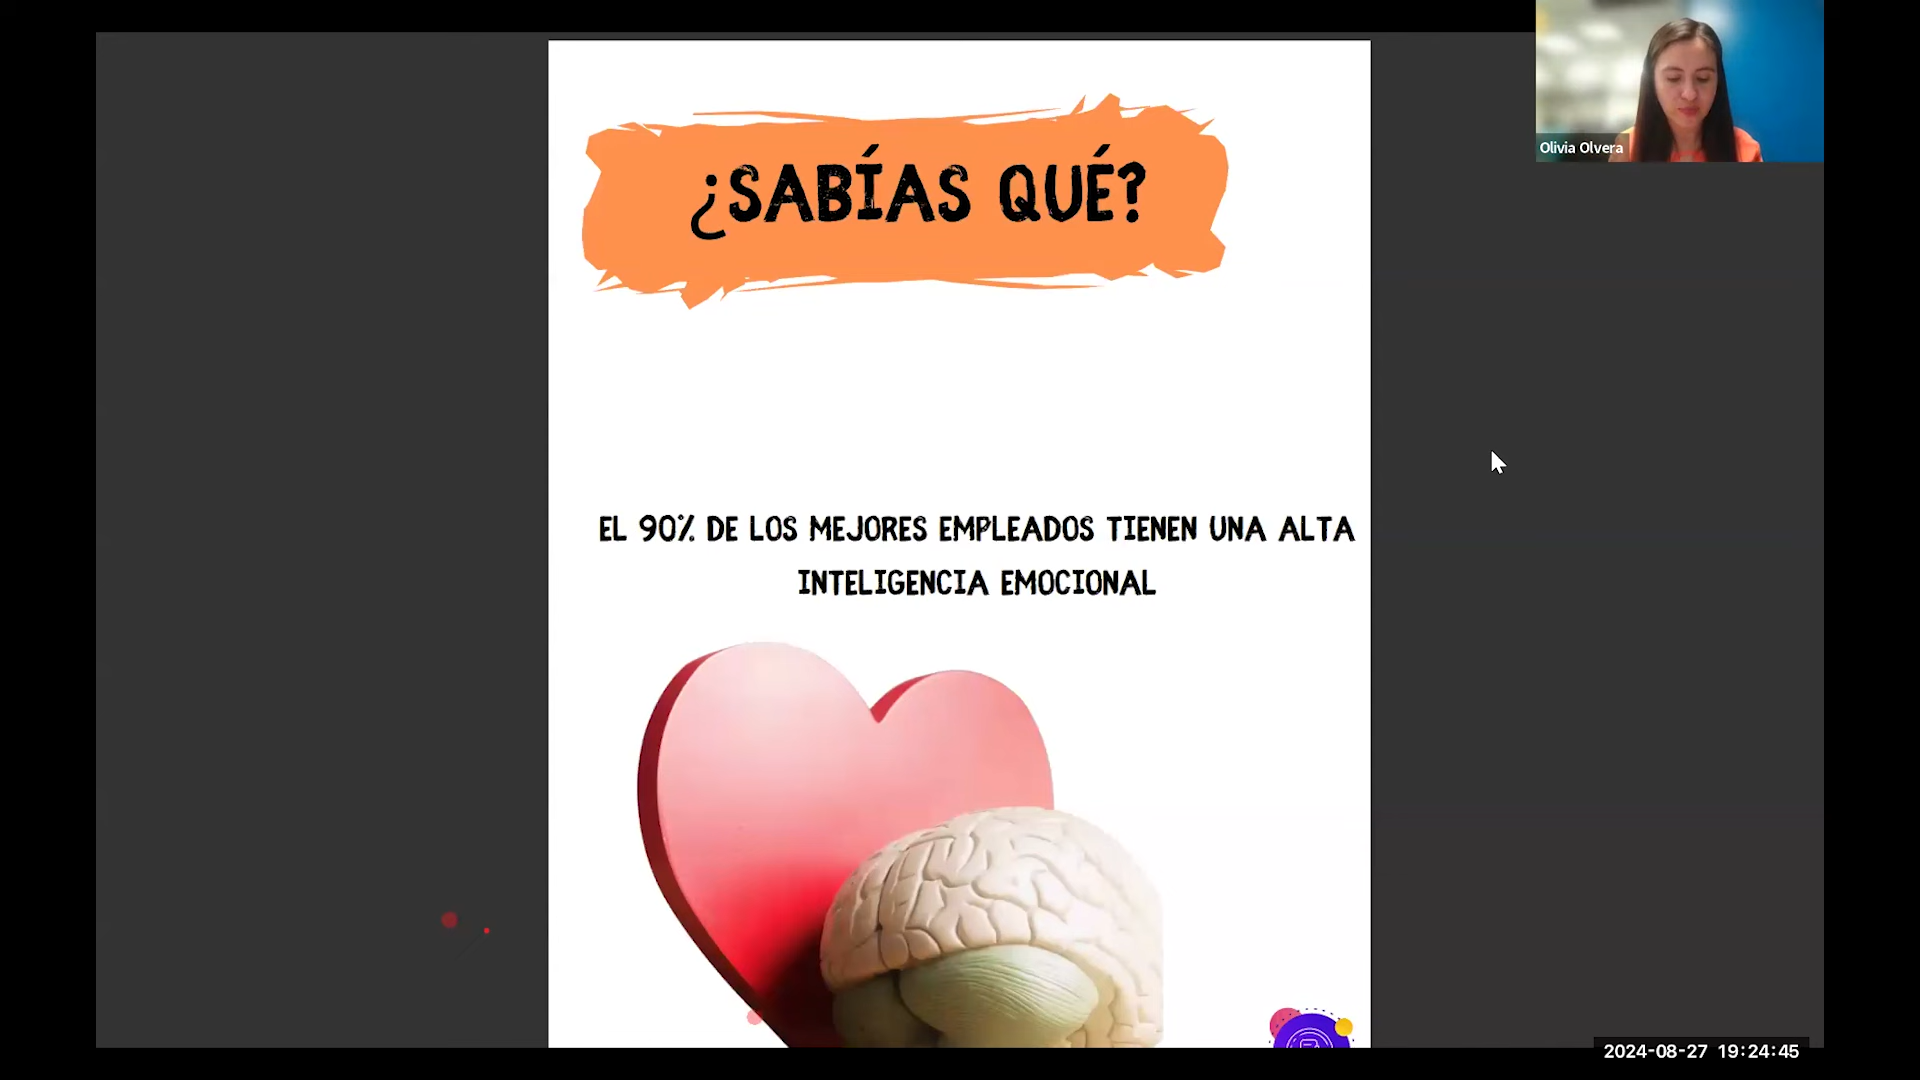 Olivia Olvera
¿SABÍAS QUÉ?
EL 90% DE LOS MEJORES EMPLEADOS TIENEN UNA ALTA
INTELIGENCIA EMOCIONAL
2024-08-27 19:24:45